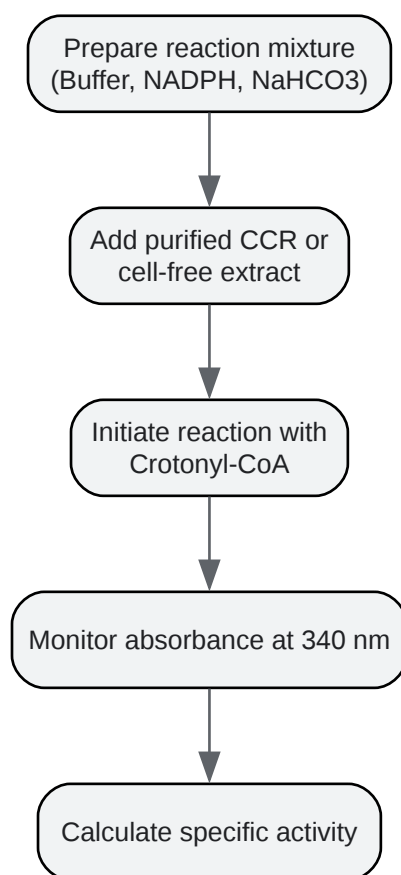 Prepare reaction mixture
(Buffer, NADPH, NaHCO3)
Add purified CCR or
cell-free extract
Initiate reaction with
Crotonyl-CoA
Monitor absorbance at 340 nm
Calculate specific activity